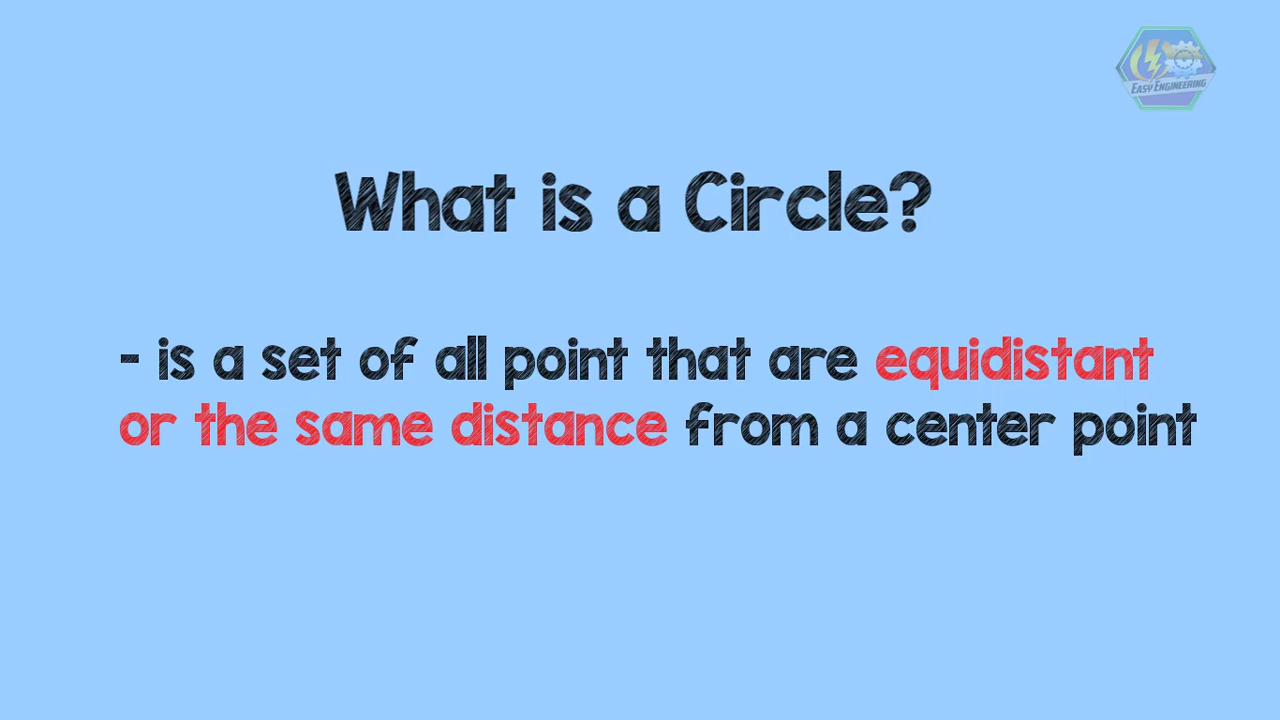 EASY ENGINEERING
What is a Circle?
- is a set of all point that are equidistant
or the same distance from a center point